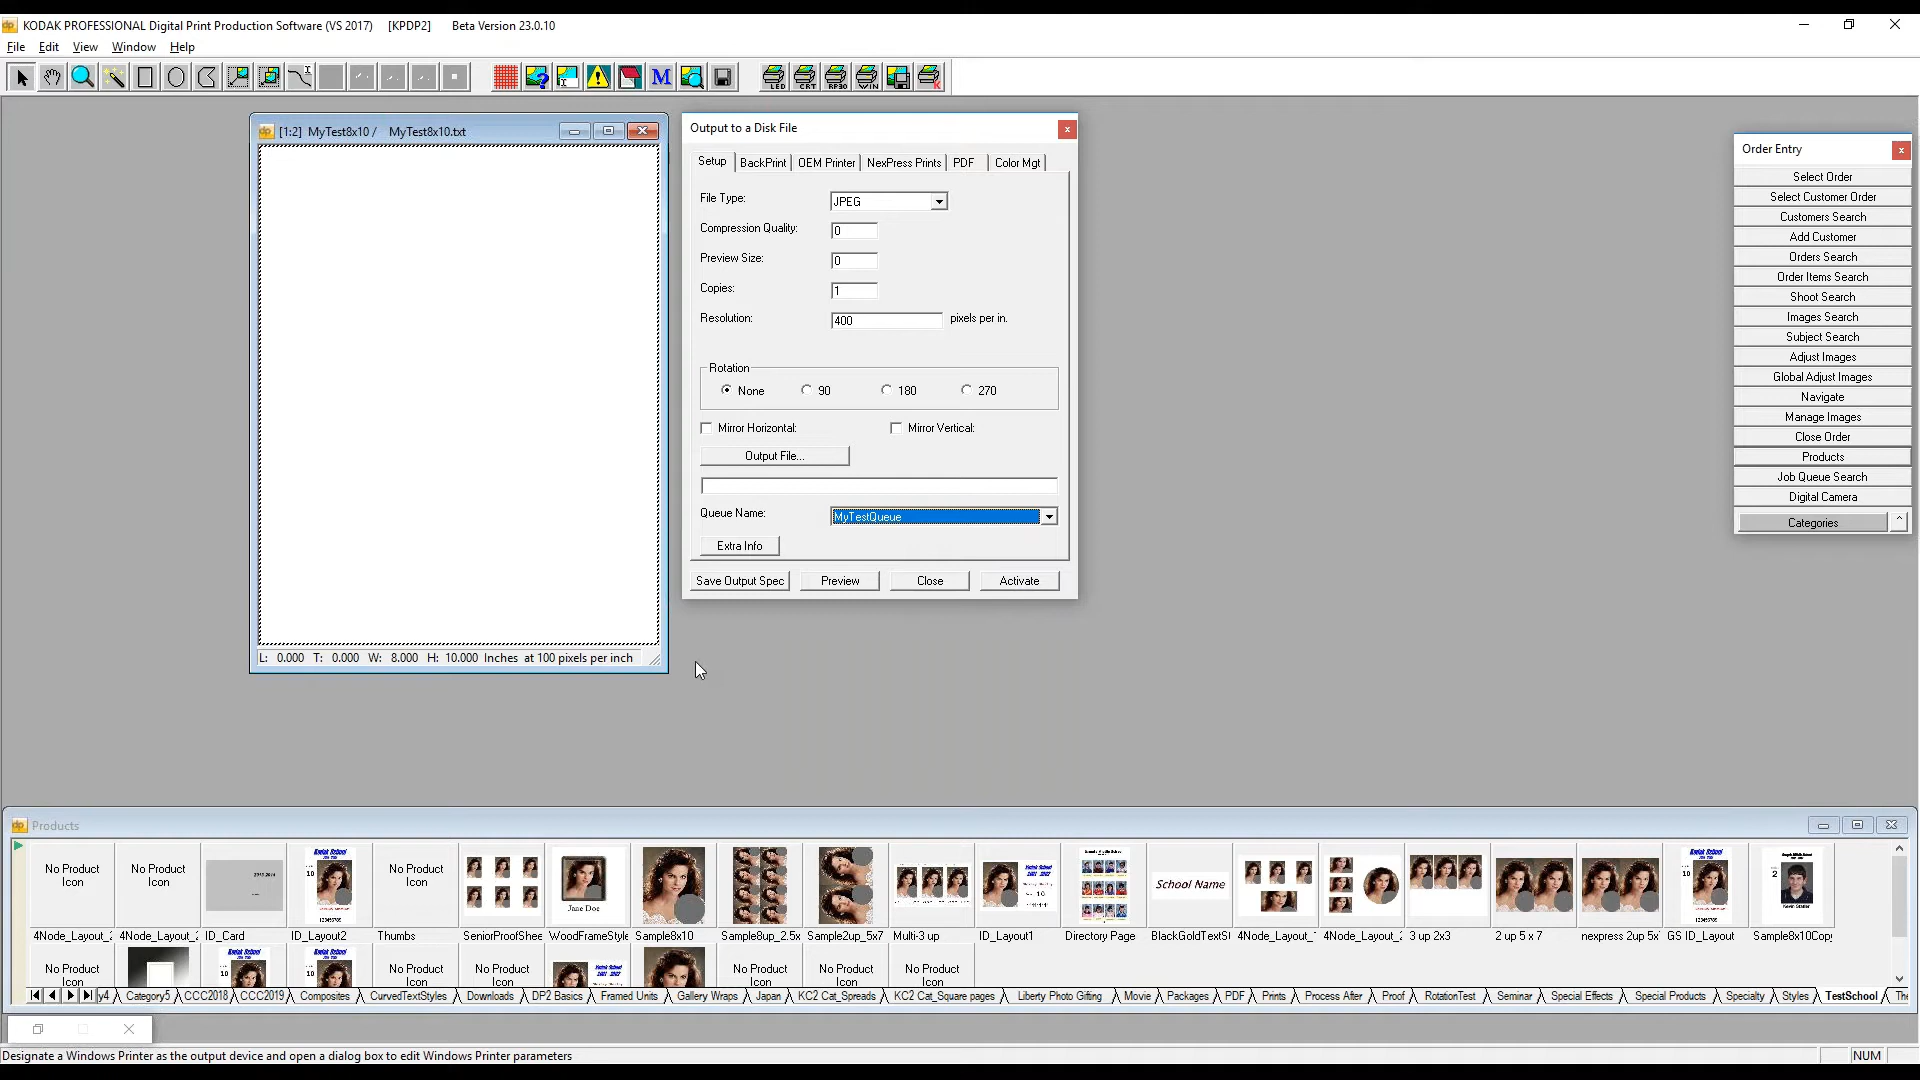 KODAK PROFESSIONAL Digital Print Production Software (VS 2017) [KPDP2] Beta Version 23.0.10
File Edit View Window Help
LED CRT RP30 WIN
[1:2] MyTest8x10 / MyTest8x10.txt
L: 0.000 T: 0.000 W: 8.000 H: 10.000 Inches at 100 pixels per inch
Output to a Disk File
Setup BackPrint OEM Printer NexPress Prints PDF Color Mgt
File Type: JPEG
Compression Quality: 0
Preview Size: 0
Copies: 1
Resolution: 400 pixels per in.
Rotation
None 90 180 270
Mirror Horizontal: Mirror Vertical:
Output File...
Queue Name: MyTestQueue
Extra Info
Save Output Spec Preview Close Activate
Order Entry
Select Order
Select Customer Order
Customers Search
Add Customer
Orders Search
Order Items Search
Shoot Search
Images Search
Subject Search
Adjust Images
Global Adjust Images
Navigate
Manage Images
Close Order
Products
Job Queue Search
Digital Camera
Categories
Products
No Product Icon
No Product Icon
No Product Icon
Jane Doe
School Name
4Node_Layout_2 4Node_Layout_2 ID_Card ID_Layout2 Thumbs SeniorProofShee WoodFrameStyle Sample8x10 Sample8up_2.5x Sample2up_5x7 Multi-3 up ID_Layout1 Directory Page BlackGoldTextS 4Node_Layout_ 4Node_Layout_2 3 up 2x3 2 up 5 x 7 nexpress 2up 5x GS ID_Layout Sample8x10Copy
No Product Icon
No Product Icon
No Product Icon
No Product Icon
No Product Icon
No Product Icon
y4 Category5 CCC2018 CCC2019 Composites CurvedTextStyles Downloads DP2 Basics Framed Units Gallery Wraps Japan KC2 Cat_Spreads KC2 Cat_Square pages Liberty Photo Gifting Movie Packages PDF Prints Process After Proof RotationTest Seminar Special Effects Special Products Specialty Styles TestSchool The
Designate a Windows Printer as the output device and open a dialog box to edit Windows Printer parameters
NUM